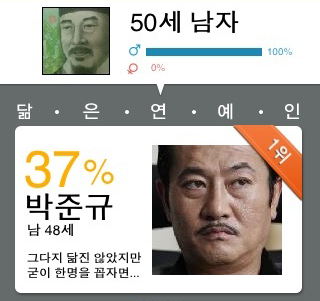 50세 남자
♂ 100%
♀ 0%
닮 • 은 • 연 • 예 • 인
1위
37%
박준규
남 48세
그다지 닮진 않았지만
굳이 한명을 꼽자면...